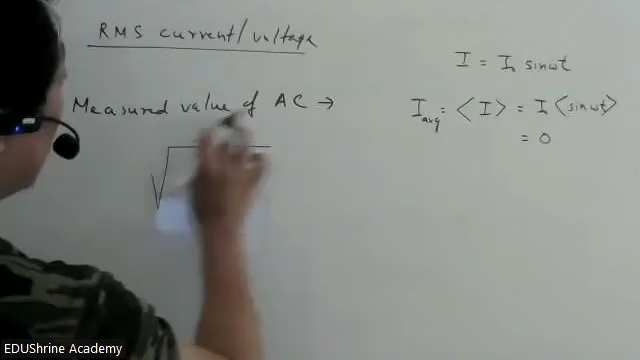 RMS current/voltage
Measured value of AC →
√
I = I₀ sinωt
I_avg = <I> = I₀ <sinωt>
= 0
EDUShrine Academy